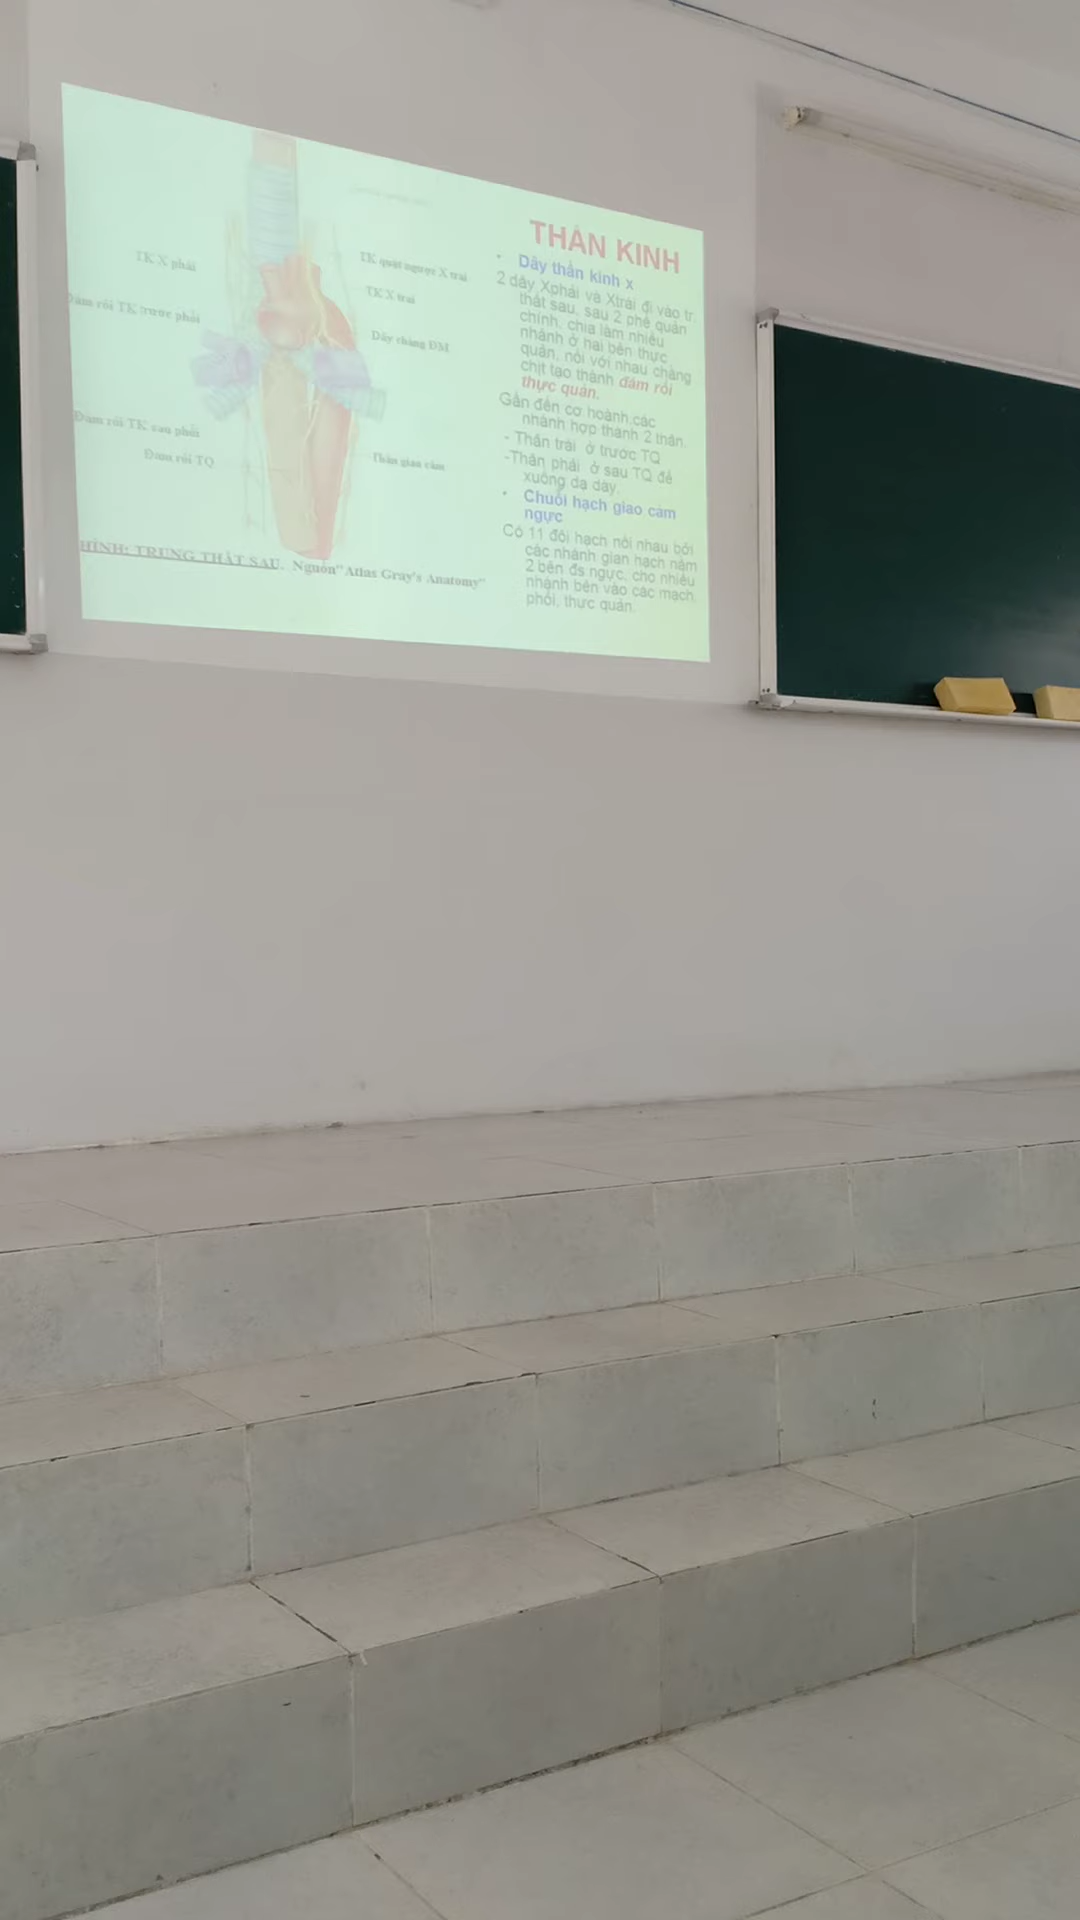 THẦN KINH
• Dây thần kinh x
2 dây Xphải và Xtrái đi vào tr
thất sau, sau 2 phế quản
chính, chia làm nhiều
nhánh ở hai bên thực
quản, nối với nhau chằng
chịt tạo thành đám rối
thực quản.
Gần đến cơ hoành,các
nhánh hợp thành 2 thân.
- Thân trái ở trước TQ
-Thân phải ở sau TQ để
xuống dạ dày.
• Chuỗi hạch giao cảm
ngực
Có 11 đôi hạch nối nhau bởi
các nhánh gian hạch nằm
2 bên đs ngực, cho nhiều
nhánh bên vào các mạch,
phổi, thực quản.
TK X phải
Đám rối TK trước phổi
Đám rối TK sau phổi
Đám rối TQ
TK quặt ngược X trái
TK X trái
Dây chằng ĐM
Thân giao cảm
HÌNH: TRUNG THẤT SAU. Nguồn"Atlas Gray's Anatomy"